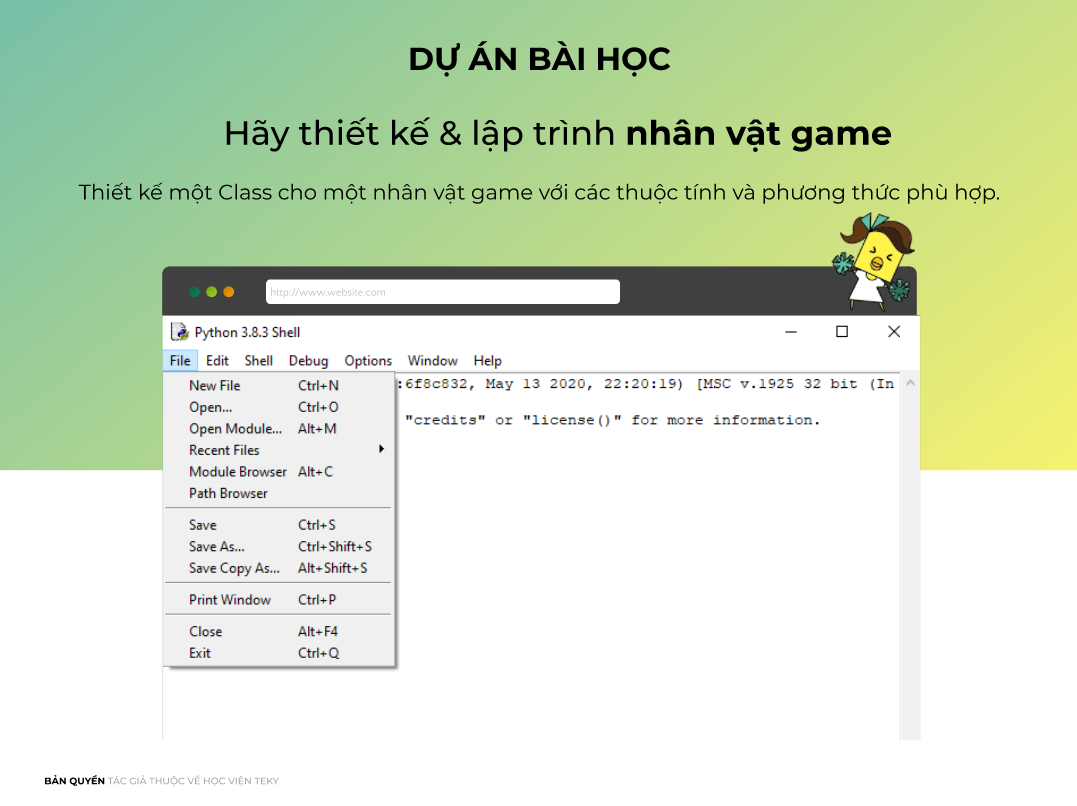 DỰ ÁN BÀI HỌC
Hãy thiết kế & lập trình nhân vật game
Thiết kế một Class cho một nhân vật game với các thuộc tính và phương thức phù hợp.
http://www.website.com
Python 3.8.3 Shell
File Edit Shell Debug Options Window Help
:6f8c832, May 13 2020, 22:20:19) [MSC v.1925 32 bit (In
"credits" or "license()" for more information.
New File Ctrl+N
Open... Ctrl+O
Open Module... Alt+M
Recent Files
Module Browser Alt+C
Path Browser
Save Ctrl+S
Save As... Ctrl+Shift+S
Save Copy As... Alt+Shift+S
Print Window Ctrl+P
Close Alt+F4
Exit Ctrl+Q
BẢN QUYỀN TÁC GIẢ THUỘC VỀ HỌC VIỆN TEKY